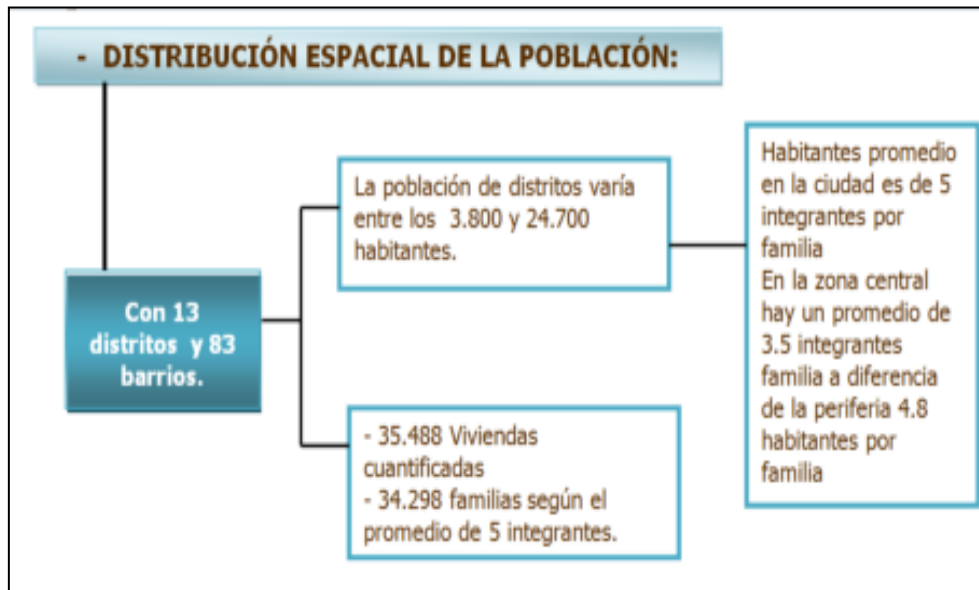 - DISTRIBUCIÓN ESPACIAL DE LA POBLACIÓN:
La población de distritos varía
entre los 3.800 y 24.700
habitantes.
Habitantes promedio
en la ciudad es de 5
integrantes por
familia
En la zona central
hay un promedio de
3.5 integrantes
familia a diferencia
de la periferia 4.8
habitantes por
familia
Con 13
distritos y 83
barrios.
- 35.488 Viviendas
cuantificadas
- 34.298 familias según el
promedio de 5 integrantes.